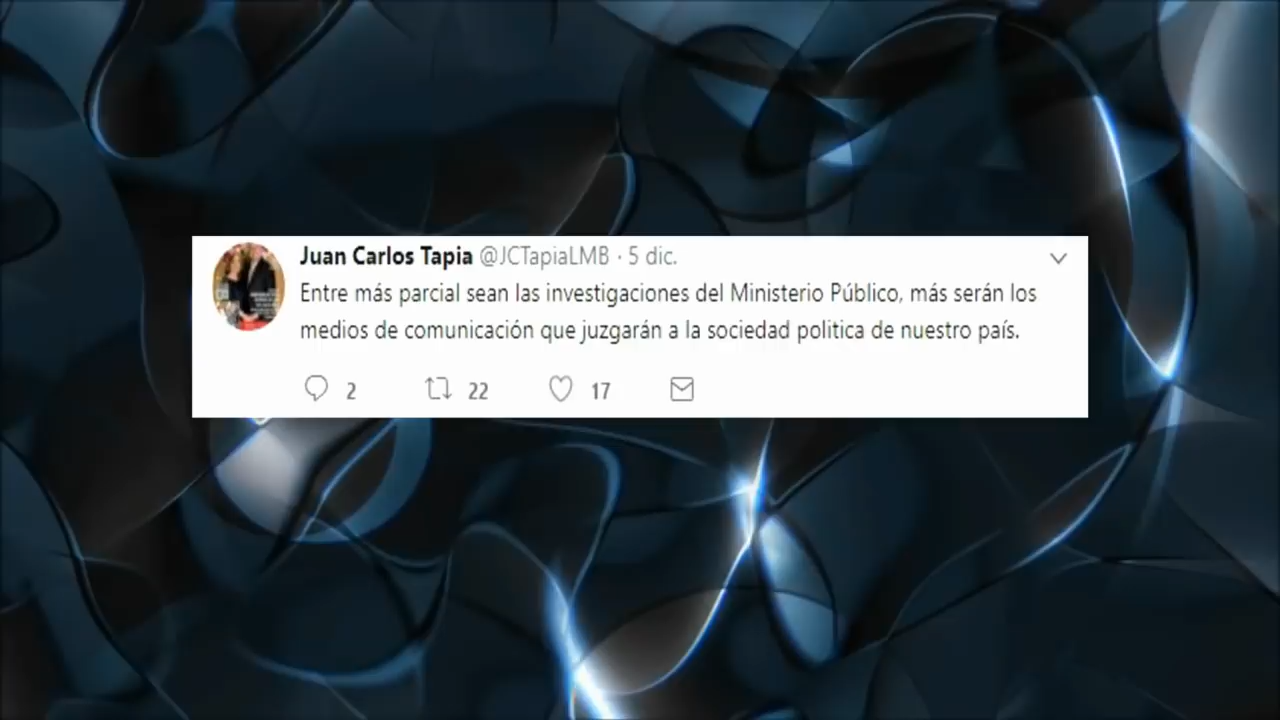 Juan Carlos Tapia @JCTapiaLMB · 5 dic.
Entre más parcial sean las investigaciones del Ministerio Público, más serán los
medios de comunicación que juzgarán a la sociedad politica de nuestro país.
2 22 17